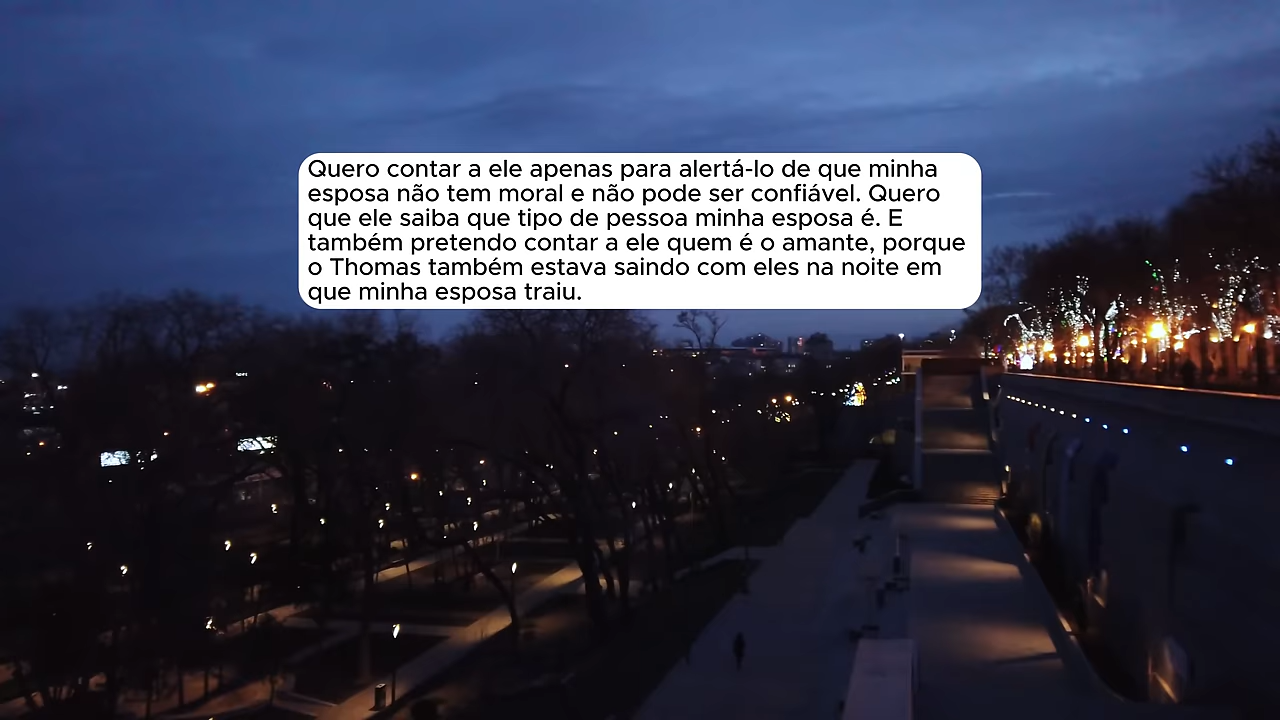 Quero contar a ele apenas para alertá-lo de que minha
esposa não tem moral e não pode ser confiável. Quero
que ele saiba que tipo de pessoa minha esposa é. E
também pretendo contar a ele quem é o amante, porque
o Thomas também estava saindo com eles na noite em
que minha esposa traiu.